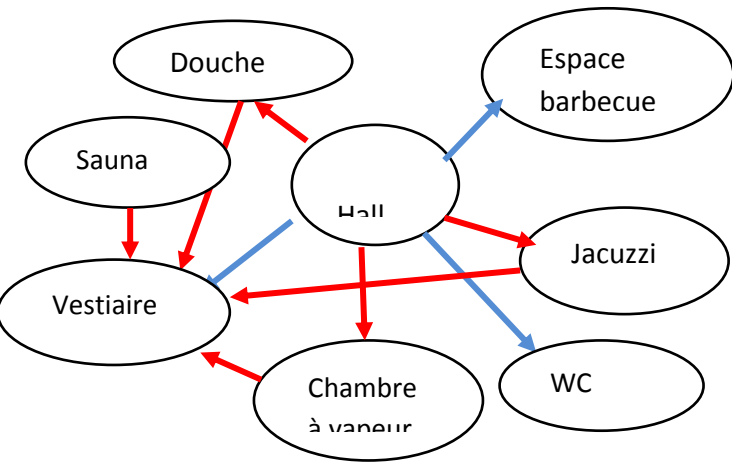 Douche
Espace
barbecue
Sauna
Hall
Jacuzzi
Vestiaire
Chambre
à vapeur
WC